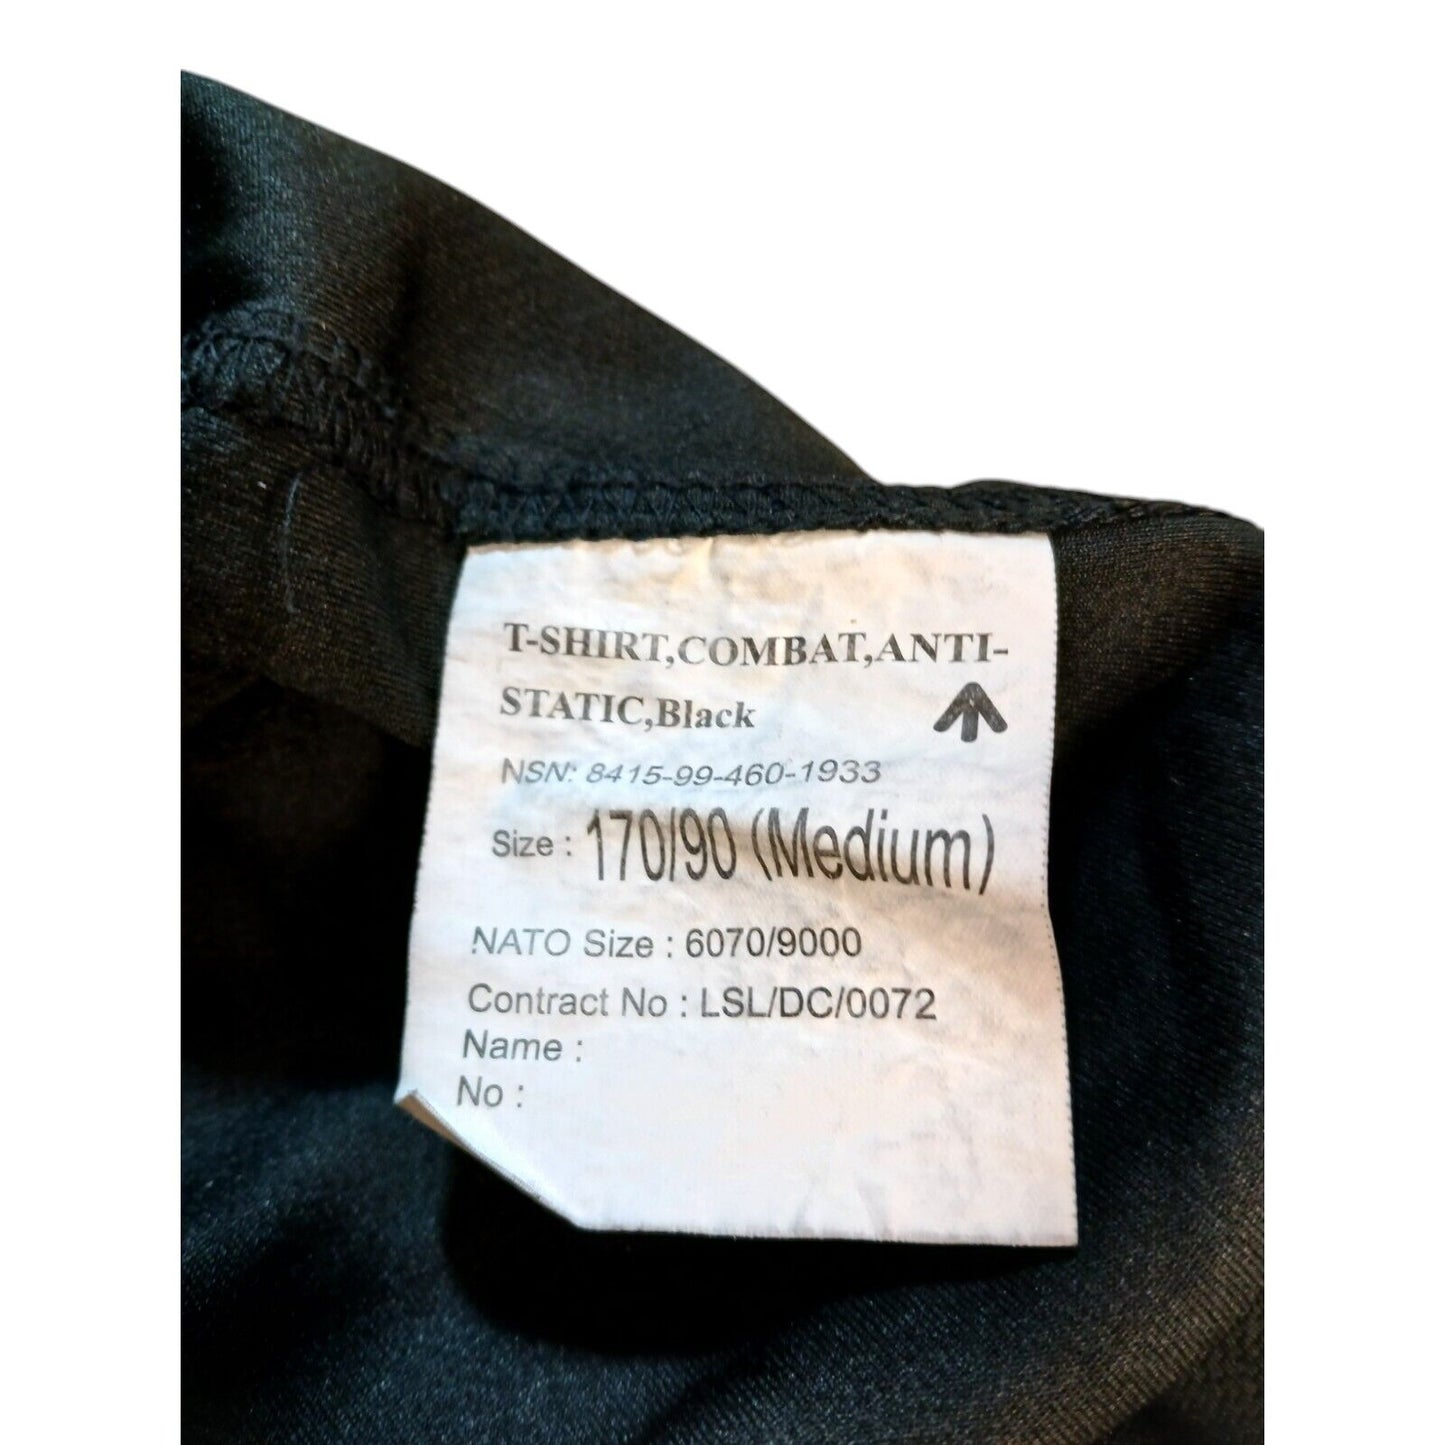 T-SHIRT,COMBAT,ANTI-
STATIC,Black
NSN: 8415-99-460-1933
Size : 170/90 (Medium)
NATO Size : 6070/9000
Contract No : LSL/DC/0072
Name :
No :